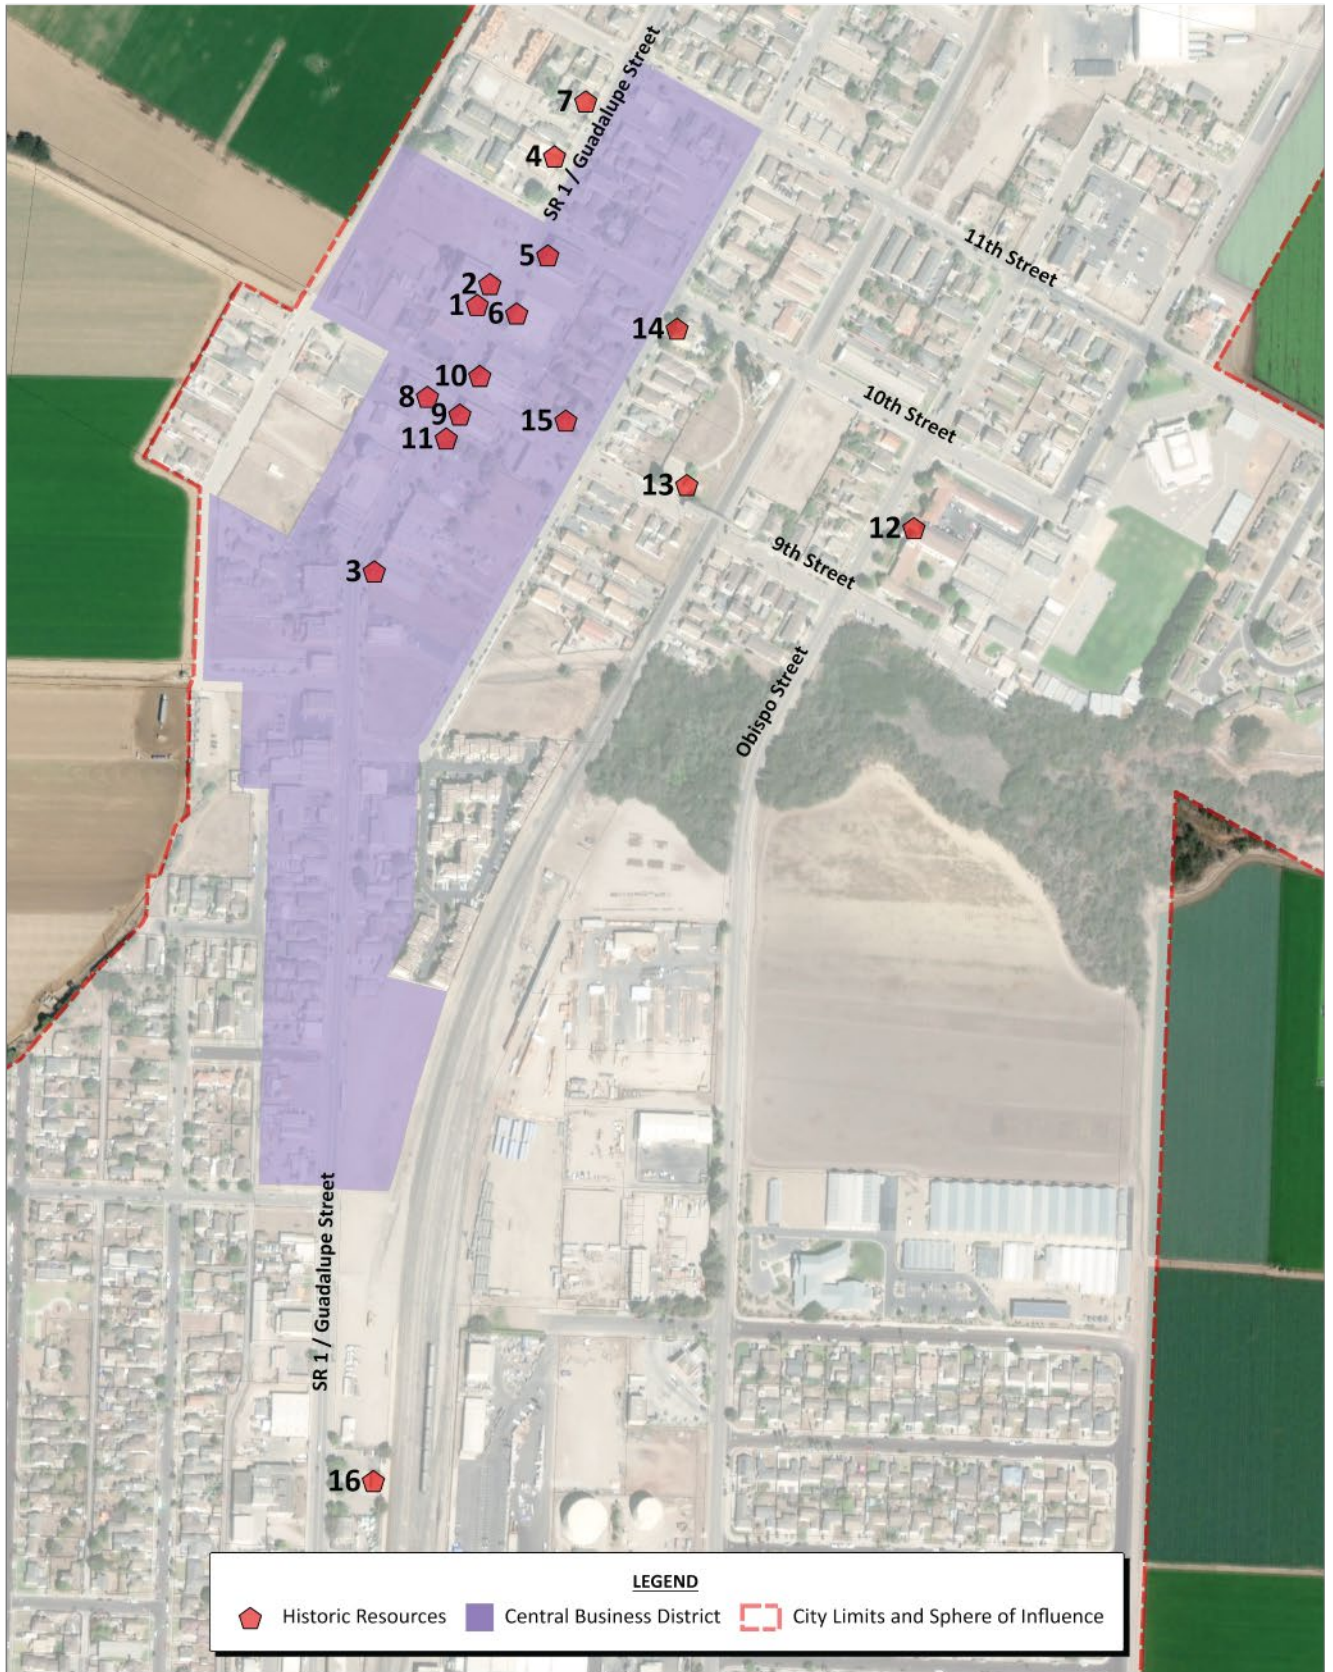 7
SR 1 / Guadalupe Street
4
5
2
1
6
14
11th Street
10
8
9
11
15
10th Street
13
12
9th Street
3
Obispo Street
SR 1 / Guadalupe Street
16
LEGEND
Historic Resources
Central Business District
City Limits and Sphere of Influence